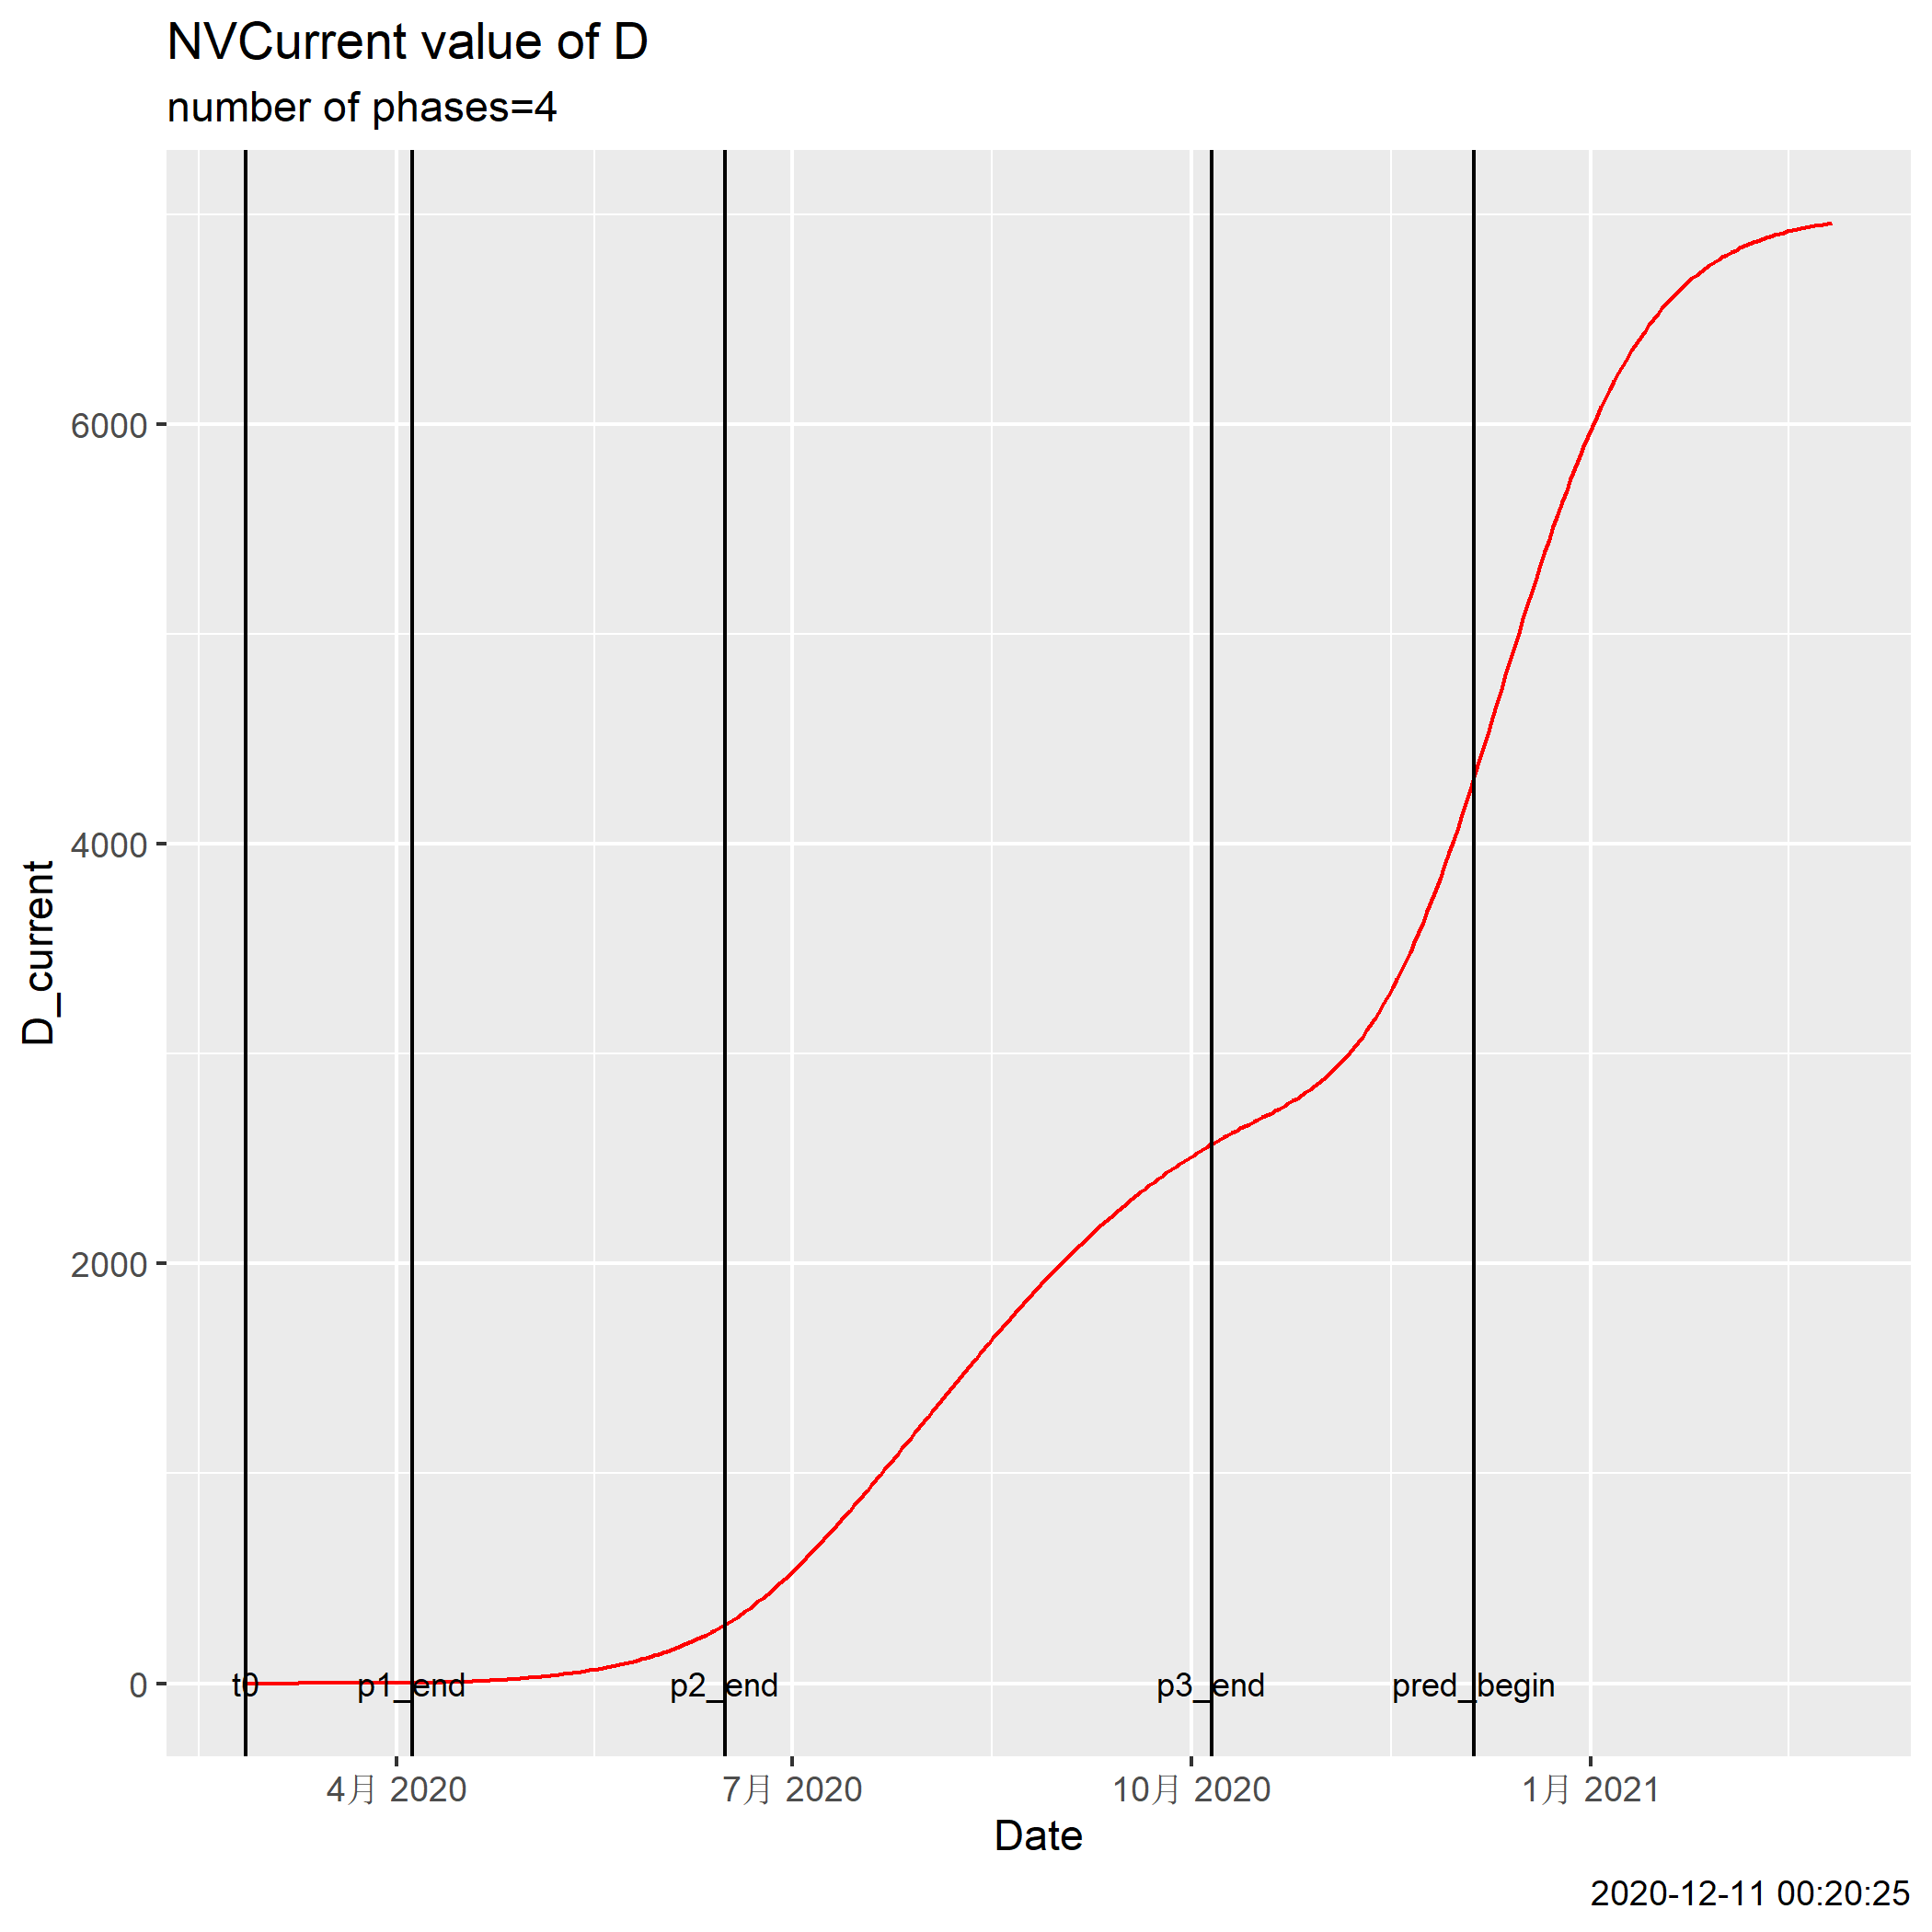 NVCurrent value of D
number of phases=4
D_current
6000
4000
2000
0
t0 p1_end p2_end p3_end pred_begin
4月 2020 7月 2020 10月 2020 1月 2021
Date
2020-12-11 00:20:25